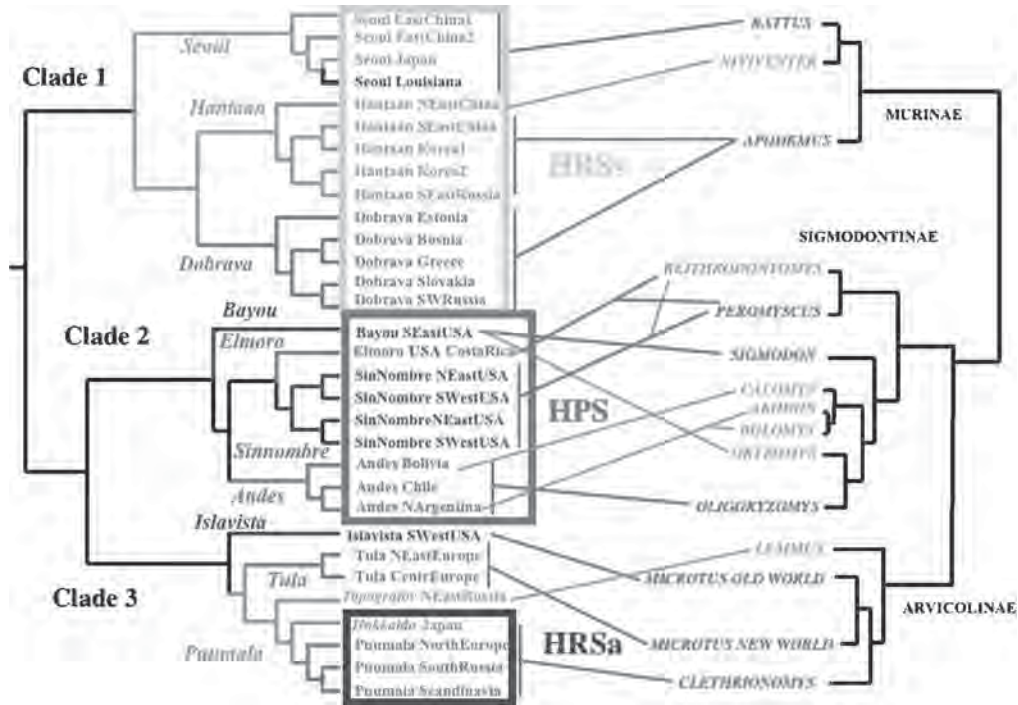 Clade 1
Seoul
Hantaan
Dobrava
Seoul EastChina1
Seoul EastChina2
Seoul Japan
Seoul Louisiana
Hantaan NEastChina
Hantaan SEastChina
Hantaan Korea1
Hantaan Korea2
Hantaan SEastRussia
Dobrava Estonia
Dobrava Bosnia
Dobrava Greece
Dobrava Slovakia
Dobrava SWRussia
HRSs
RATTUS
NIVIVENTER
APODEMUS
MURINAE
Clade 2
Bayou
Elmoro
Sinnombre
Andes
Bayou SEastUSA
Elmoro USA CostaRica
SinNombre NEastUSA
SinNombre SWestUSA
SinNombreNEastUSA
SinNombre SWestUSA
Andes Bolivia
Andes Chile
Andes NArgentina
HPS
SIGMODONTINAE
REITHRODONTOMYS
PEROMYSCUS
SIGMODON
CALOMYS
AKODON
BOLOMYS
OLIGORYZOMYS
Clade 3
Islavista
Tula
Puumala
Islavista SWestUSA
Tula NEastEurope
Tula CentrEurope
Topografov NEastRussia
Hokkaido Japan
Puumala NorthEurope
Puumala SouthRussia
Puumala Scandinavia
HRSa
LEMMUS
MICROTUS OLD WORLD
MICROTUS NEW WORLD
CLETHRIONOMYS
ARVICOLINAE